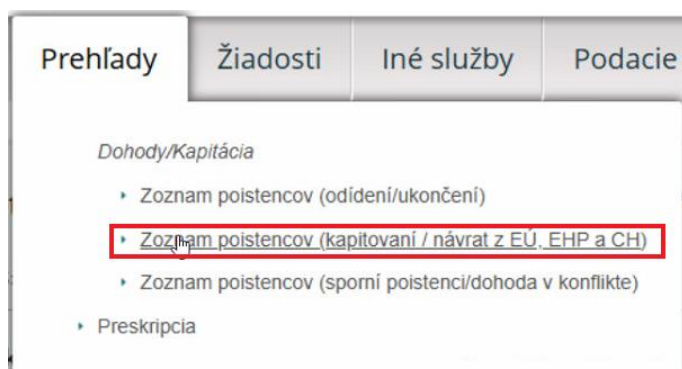 Prehľady Žiadosti Iné služby Podacie
Dohody/Kapitácia
Zoznam poistencov (odídení/ukončení)
Zoznam poistencov (kapitovaní / návrat z EÚ, EHP a CH)
Zoznam poistencov (sporní poistenci/dohoda v konflikte)
Preskripcia